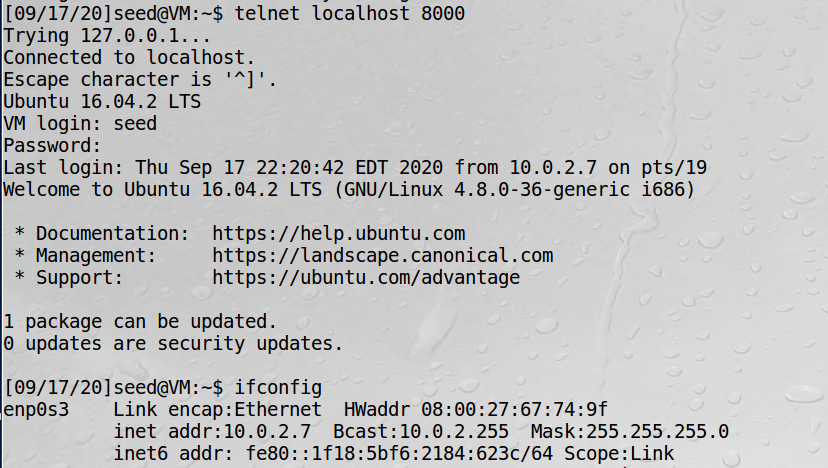 [09/17/20]seed@VM:~$ telnet localhost 8000
Trying 127.0.0.1...
Connected to localhost.
Escape character is '^]'.
Ubuntu 16.04.2 LTS
VM login: seed
Password:
Last login: Thu Sep 17 22:20:42 EDT 2020 from 10.0.2.7 on pts/19
Welcome to Ubuntu 16.04.2 LTS (GNU/Linux 4.8.0-36-generic i686)

 * Documentation:  https://help.ubuntu.com
 * Management:     https://landscape.canonical.com
 * Support:        https://ubuntu.com/advantage

1 package can be updated.
0 updates are security updates.

[09/17/20]seed@VM:~$ ifconfig
enp0s3    Link encap:Ethernet  HWaddr 08:00:27:67:74:9f
          inet addr:10.0.2.7  Bcast:10.0.2.255  Mask:255.255.255.0
          inet6 addr: fe80::1f18:5bf6:2184:623c/64 Scope:Link